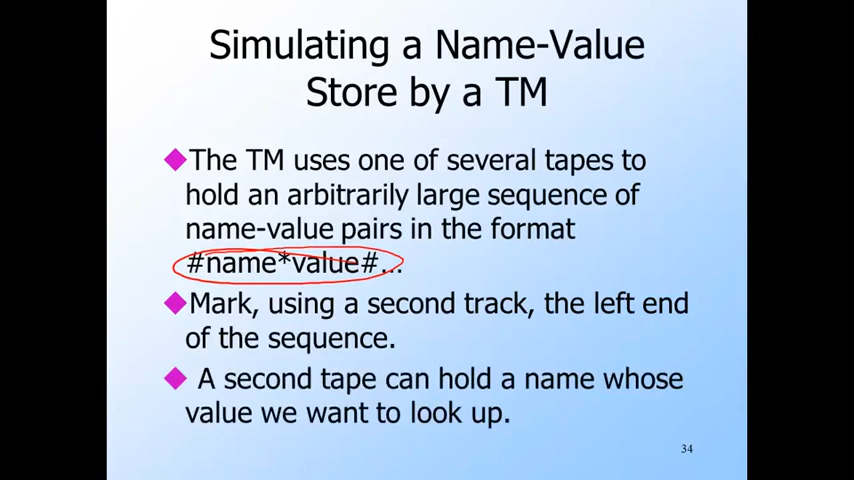 Simulating a Name-Value
Store by a TM
The TM uses one of several tapes to
hold an arbitrarily large sequence of
name-value pairs in the format
#name*value#…
Mark, using a second track, the left end
of the sequence.
A second tape can hold a name whose
value we want to look up.
34